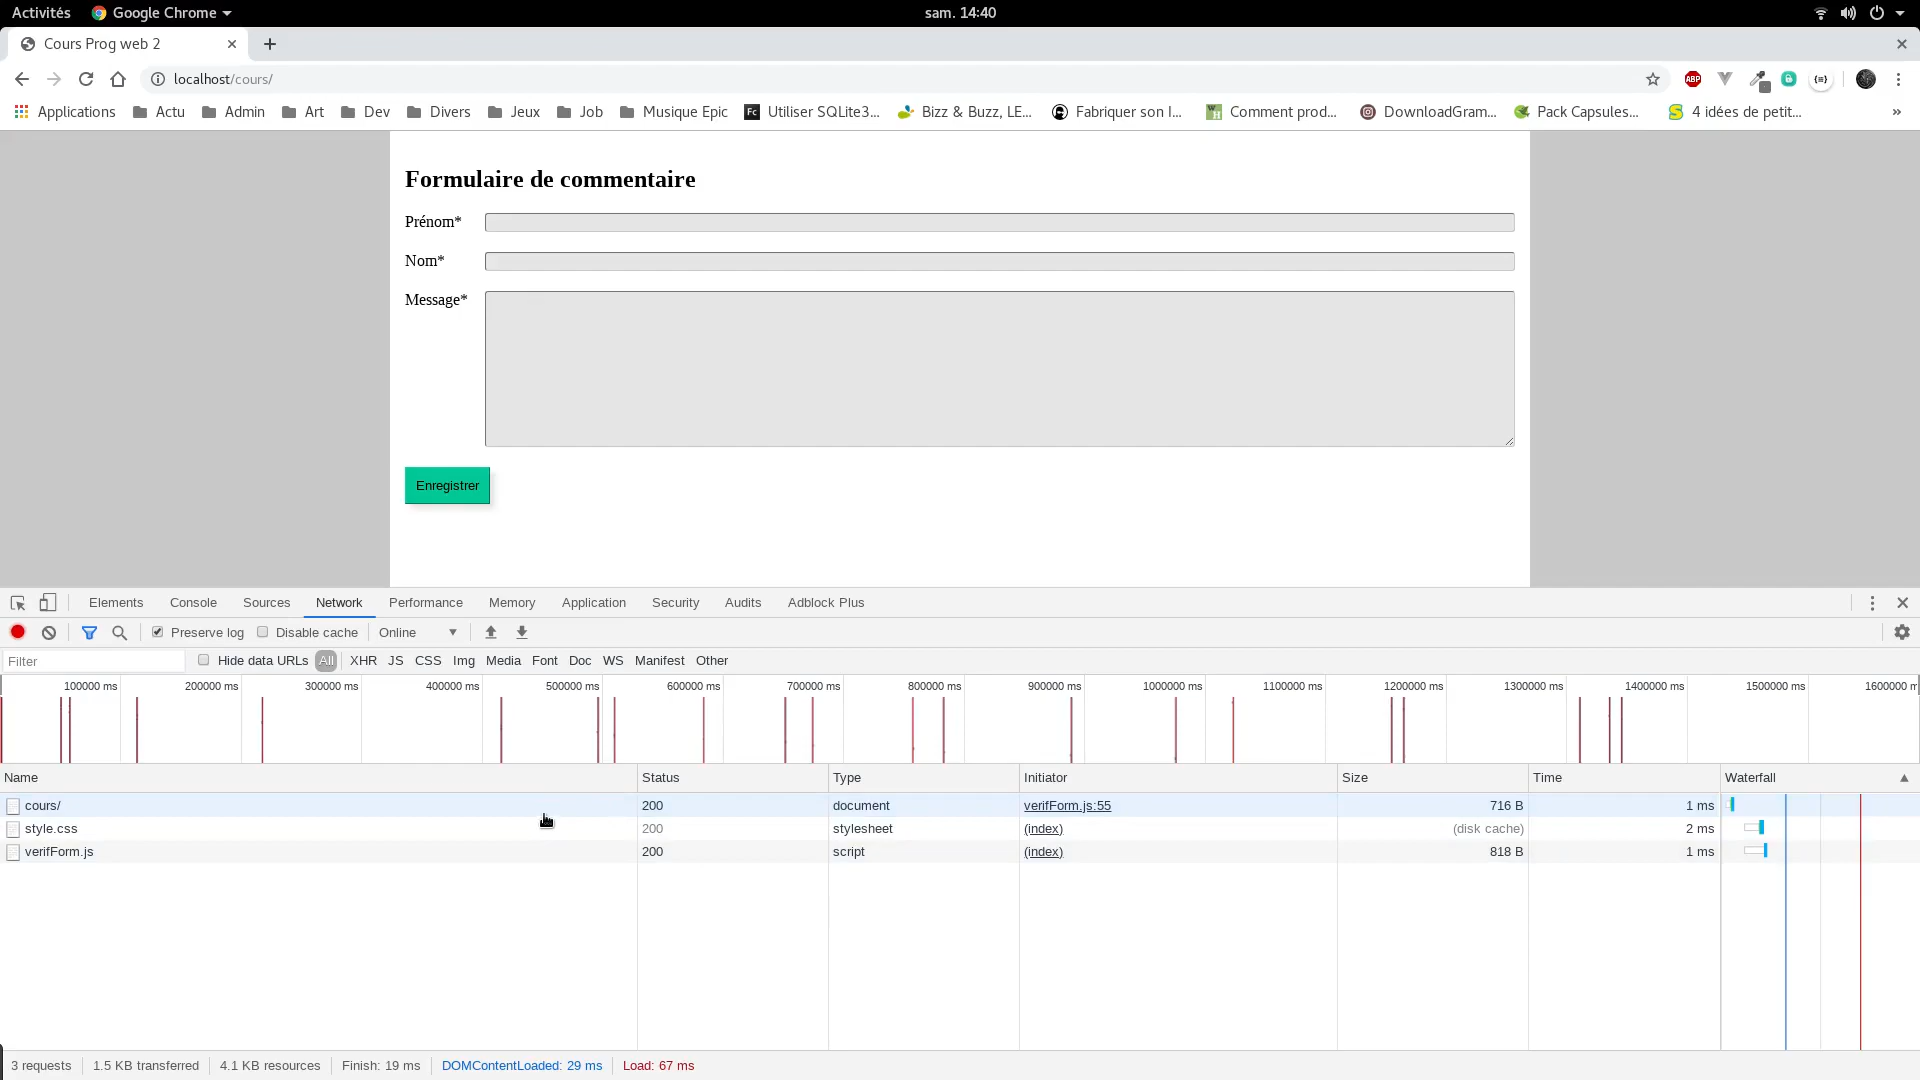 Activités Google Chrome sam. 14:40
Cours Prog web 2
localhost/cours/
ABP
Applications Actu Admin Art Dev Divers Jeux Job Musique Epic Fc Utiliser SQLite3... Bizz & Buzz, LE... Fabriquer son I... Comment prod... DownloadGram... Pack Capsules... 4 idées de petit... »
Formulaire de commentaire
Prénom*
Nom*
Message*
Enregistrer
Elements Console Sources Network Performance Memory Application Security Audits Adblock Plus
Preserve log Disable cache Online
Filter Hide data URLs All XHR JS CSS Img Media Font Doc WS Manifest Other
100000 ms 200000 ms 300000 ms 400000 ms 500000 ms 600000 ms 700000 ms 800000 ms 900000 ms 1000000 ms 1100000 ms 1200000 ms 1300000 ms 1400000 ms 1500000 ms 1600000 m
Name Status Type Initiator Size Time Waterfall
cours/ 200 document verifForm.js:55 716 B 1 ms
style.css 200 stylesheet (index) (disk cache) 2 ms
verifForm.js 200 script (index) 818 B 1 ms
3 requests 1.5 KB transferred 4.1 KB resources Finish: 19 ms DOMContentLoaded: 29 ms Load: 67 ms